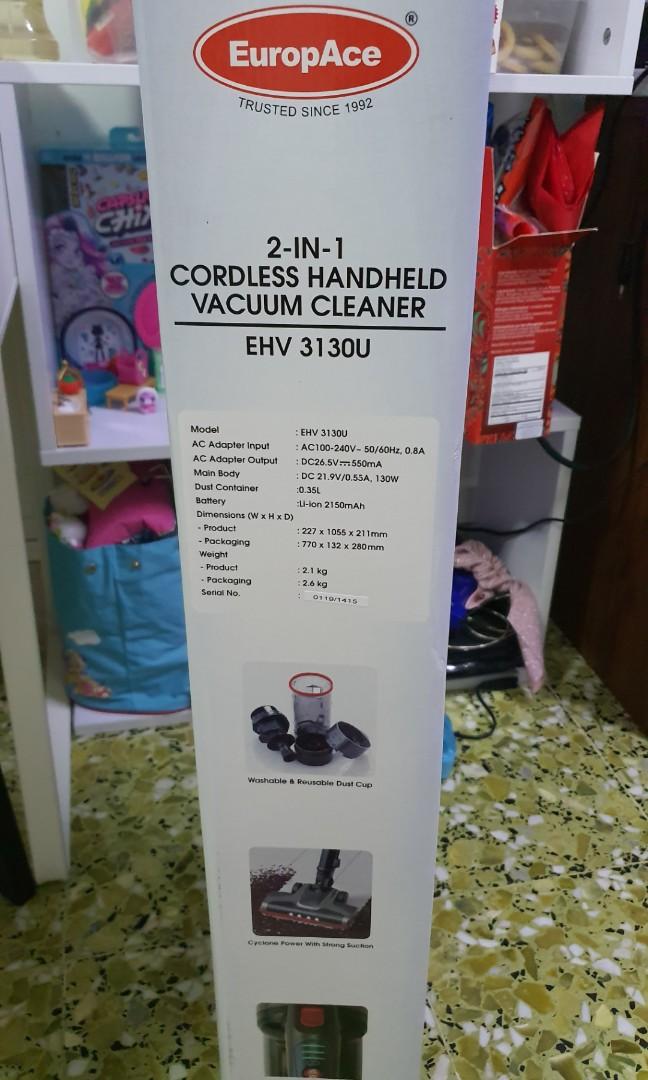 EuropAce
®
TRUSTED SINCE 1992
2-IN-1
CORDLESS HANDHELD
VACUUM CLEANER
EHV 3130U
Model : EHV 3130U
AC Adapter Input : AC100-240V~ 50/60Hz, 0.8A
AC Adapter Output : DC26.5V⎓550mA
Main Body : DC 21.9V/0.55A, 130W
Dust Container :0.35L
Battery :Li-ion 2150mAh
Dimensions (W x H x D)
- Product : 227 x 1055 x 211mm
- Packaging : 770 x 132 x 280mm
Weight
- Product : 2.1 kg
- Packaging : 2.6 kg
Serial No. : 0119/1415
Washable & Reusable Dust Cup
Cyclone Power With Strong Suction